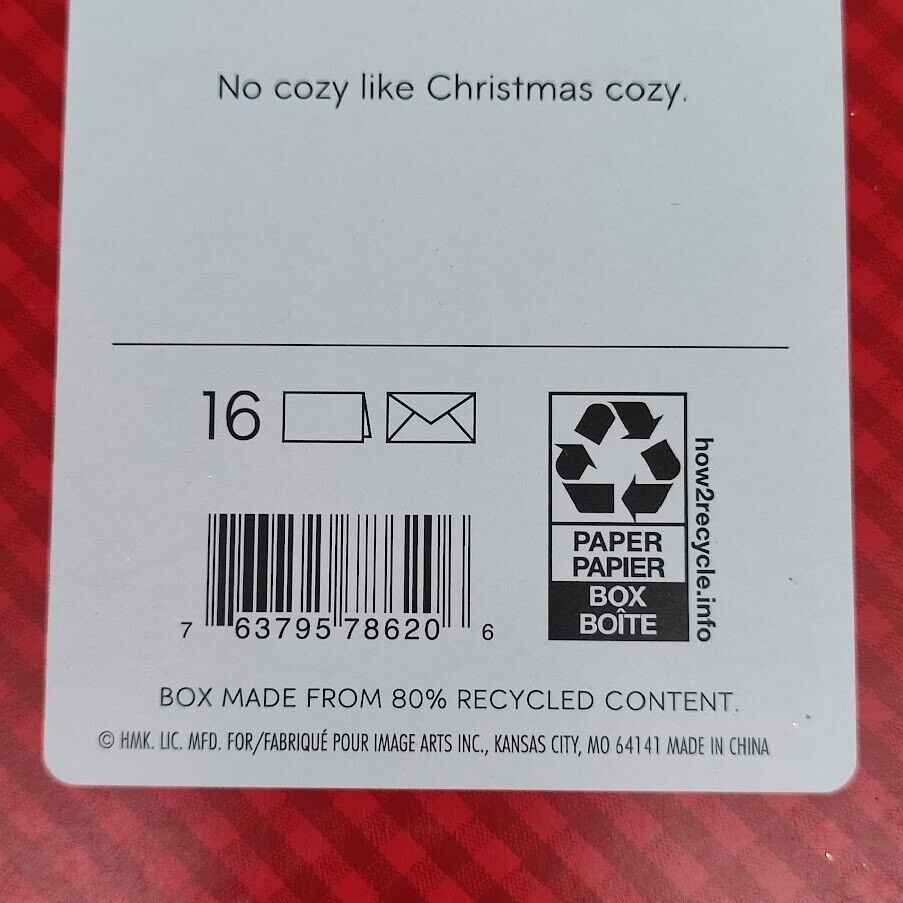 No cozy like Christmas cozy.
16
how2recycle.info
PAPER
PAPIER
BOX
BOÎTE
7 63795 78620 6
BOX MADE FROM 80% RECYCLED CONTENT.
© HMK. LIC. MFD. FOR/FABRIQUÉ POUR IMAGE ARTS INC., KANSAS CITY, MO 64141 MADE IN CHINA